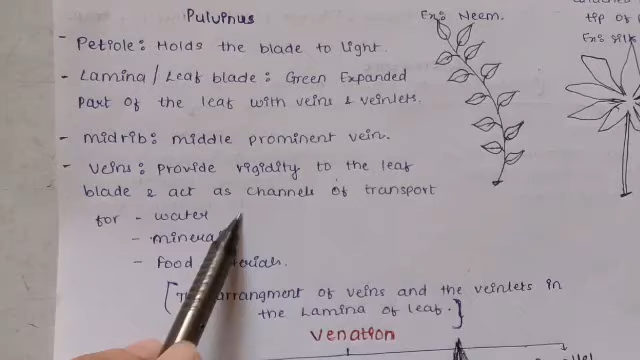 Pulvinus
- Petiole: Holds the blade to light.
- Lamina / Leaf blade: Green Expanded
part of the leaf with veins & veinlets.
- midrib: middle prominent vein.
- veins: provide rigidity to the leaf
blade & act as channels of transport
for - water
- minera
- food terials.
[ arrangment of veins and the veinlets in
the Lamina of leaf.]
Venation
Ex: Neem.
tip of
Ex: silk